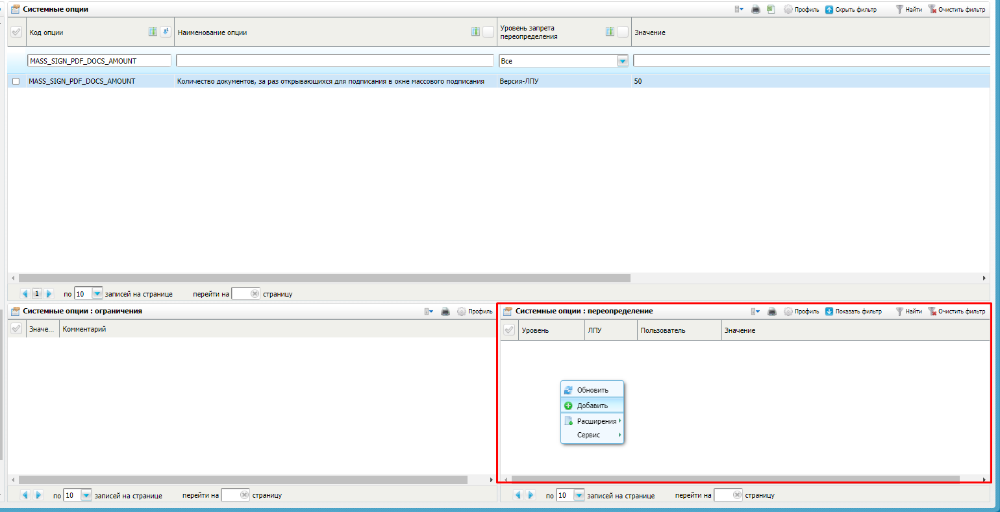 Системные опции
Профиль Скрыть фильтр Найти Очистить фильтр
Код опции Наименование опции Уровень запрета переопределения Значение
MASS_SIGN_PDF_DOCS_AMOUNT Все
MASS_SIGN_PDF_DOCS_AMOUNT Количество документов, за раз открывающихся для подписания в окне массового подписания Версия-ЛПУ 50
1 по 10 записей на странице перейти на страницу
Системные опции : ограничения Профиль
Значе... Комментарий
по 10 записей на странице перейти на страницу
Системные опции : переопределение Профиль Показать фильтр Найти Очистить фильтр
Уровень ЛПУ Пользователь Значение
Обновить
Добавить
Расширения
Сервис
по 10 записей на странице перейти на страницу